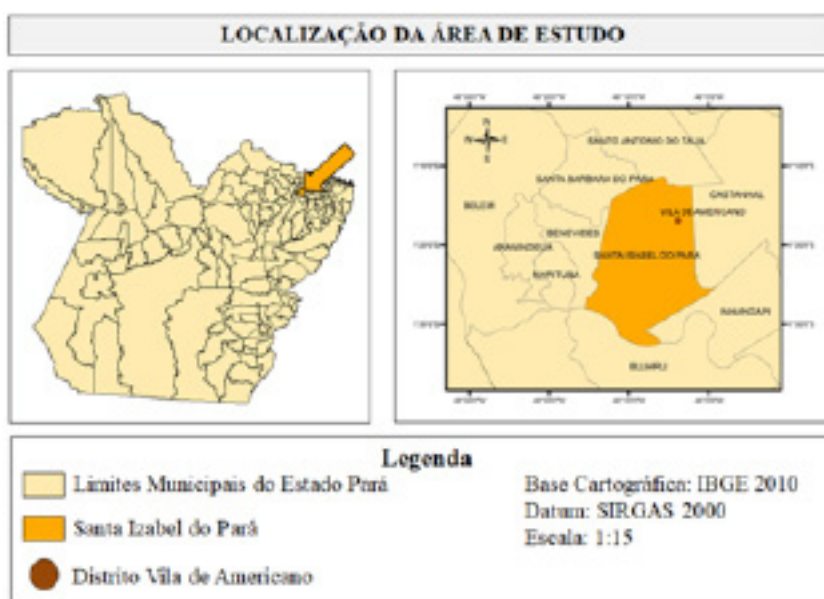 LOCALIZAÇÃO DA ÁREA DE ESTUDO
N
W E
S
SANTO ANTONIO DO TAUÁ
SANTA BARBARA DO PARÁ
CASTANHAL
BELEM
VILA DE AMERICANO
BENEVIDES
ANANINDEUA
SANTA ISABEL DO PARA
MARITUBA
INHANGAPI
BUJARU
Legenda
Limites Municipais do Estado Pará
Santa Izabel do Pará
Distrito Vila de Americano
Base Cartográfica: IBGE 2010
Datum: SIRGAS 2000
Escala: 1:15